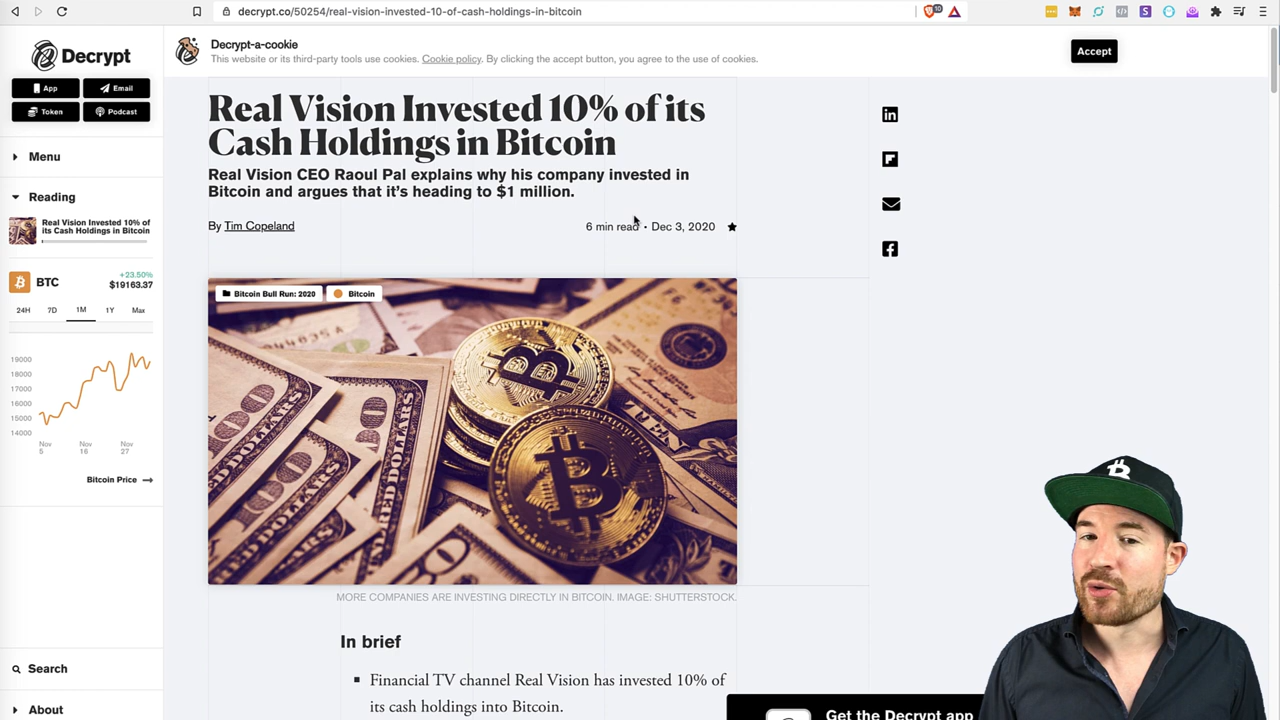 decrypt.co/50254/real-vision-invested-10-of-cash-holdings-in-bitcoin
10
Decrypt
App
Email
Token
Podcast
Menu
Reading
Real Vision Invested 10% of
its Cash Holdings in Bitcoin
BTC
+23.50%
$19163.37
24H 7D 1M 1Y Max
19000
18000
17000
16000
15000
14000
Nov 5
Nov 16
Nov 27
Bitcoin Price
Search
About
Decrypt-a-cookie
This website or its third-party tools use cookies. Cookie policy. By clicking the accept button, you agree to the use of cookies.
Accept
Real Vision Invested 10% of its
Cash Holdings in Bitcoin
Real Vision CEO Raoul Pal explains why his company invested in
Bitcoin and argues that it's heading to $1 million.
By Tim Copeland
6 min read • Dec 3, 2020
Bitcoin Bull Run: 2020
Bitcoin
100
DOLLARS
MORE COMPANIES ARE INVESTING DIRECTLY IN BITCOIN. IMAGE: SHUTTERSTOCK.
In brief
Financial TV channel Real Vision has invested 10% of
its cash holdings into Bitcoin.
Get the Decrypt app